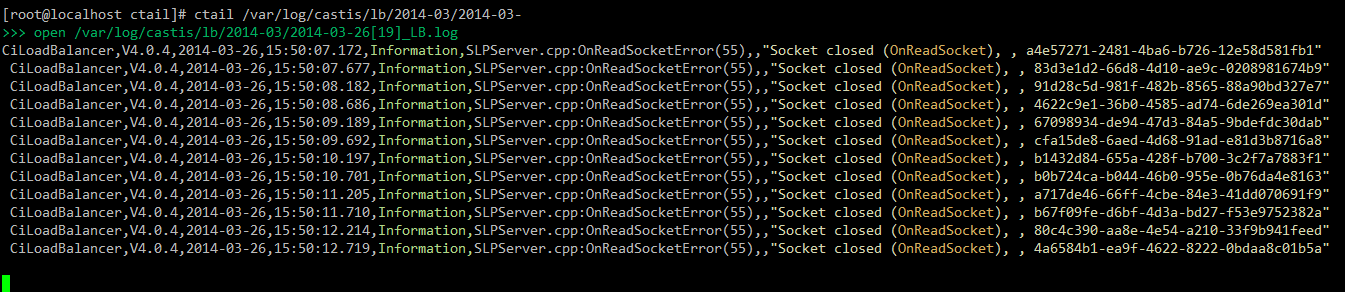 [root@localhost ctail]# ctail /var/log/castis/lb/2014-03/2014-03-
>>> open /var/log/castis/lb/2014-03/2014-03-26[19]_LB.log
CiLoadBalancer,V4.0.4,2014-03-26,15:50:07.172,Information,SLPServer.cpp:OnReadSocketError(55),,"Socket closed (OnReadSocket), , a4e57271-2481-4ba6-b726-12e58d581fb1"
CiLoadBalancer,V4.0.4,2014-03-26,15:50:07.677,Information,SLPServer.cpp:OnReadSocketError(55),,"Socket closed (OnReadSocket), , 83d3e1d2-66d8-4d10-ae9c-0208981674b9"
CiLoadBalancer,V4.0.4,2014-03-26,15:50:08.182,Information,SLPServer.cpp:OnReadSocketError(55),,"Socket closed (OnReadSocket), , 91d28c5d-981f-482b-8565-88a90bd327e7"
CiLoadBalancer,V4.0.4,2014-03-26,15:50:08.686,Information,SLPServer.cpp:OnReadSocketError(55),,"Socket closed (OnReadSocket), , 4622c9e1-36b0-4585-ad74-6de269ea301d"
CiLoadBalancer,V4.0.4,2014-03-26,15:50:09.189,Information,SLPServer.cpp:OnReadSocketError(55),,"Socket closed (OnReadSocket), , 67098934-de94-47d3-84a5-9bdefdc30dab"
CiLoadBalancer,V4.0.4,2014-03-26,15:50:09.692,Information,SLPServer.cpp:OnReadSocketError(55),,"Socket closed (OnReadSocket), , cfa15de8-6aed-4d68-91ad-e81d3b8716a8"
CiLoadBalancer,V4.0.4,2014-03-26,15:50:10.197,Information,SLPServer.cpp:OnReadSocketError(55),,"Socket closed (OnReadSocket), , b1432d84-655a-428f-b700-3c2f7a7883f1"
CiLoadBalancer,V4.0.4,2014-03-26,15:50:10.701,Information,SLPServer.cpp:OnReadSocketError(55),,"Socket closed (OnReadSocket), , b0b724ca-b044-46b0-955e-0b76da4e8163"
CiLoadBalancer,V4.0.4,2014-03-26,15:50:11.205,Information,SLPServer.cpp:OnReadSocketError(55),,"Socket closed (OnReadSocket), , a717de46-66ff-4cbe-84e3-41dd070691f9"
CiLoadBalancer,V4.0.4,2014-03-26,15:50:11.710,Information,SLPServer.cpp:OnReadSocketError(55),,"Socket closed (OnReadSocket), , b67f09fe-d6bf-4d3a-bd27-f53e9752382a"
CiLoadBalancer,V4.0.4,2014-03-26,15:50:12.214,Information,SLPServer.cpp:OnReadSocketError(55),,"Socket closed (OnReadSocket), , 80c4c390-aa8e-4e54-a210-33f9b941feed"
CiLoadBalancer,V4.0.4,2014-03-26,15:50:12.719,Information,SLPServer.cpp:OnReadSocketError(55),,"Socket closed (OnReadSocket), , 4a6584b1-ea9f-4622-8222-0bdaa8c01b5a"